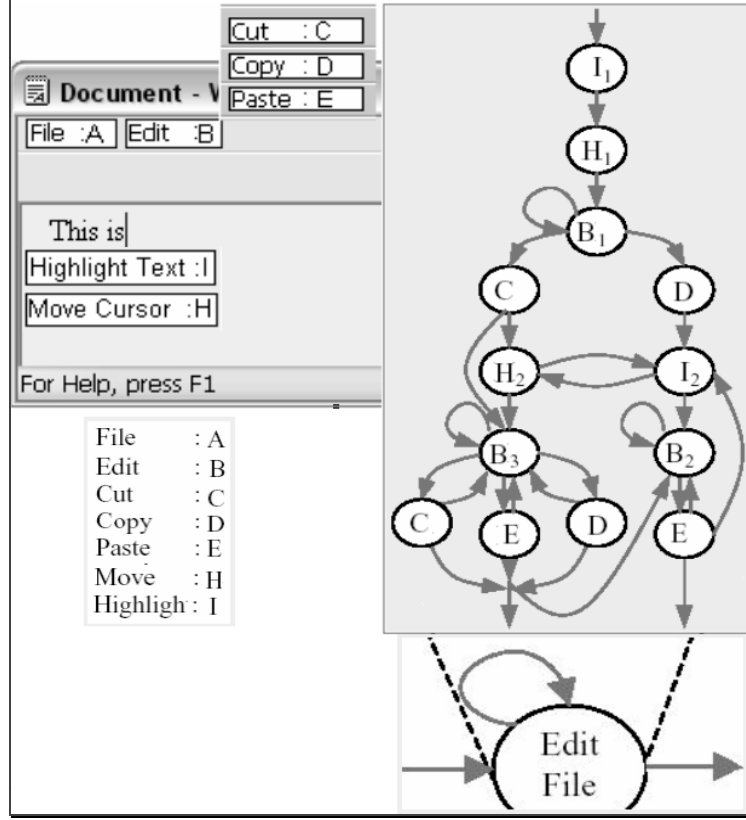 Cut : C
Copy : D
Paste : E
Document - W
File :A Edit :B
This is
Highlight Text :I
Move Cursor :H
For Help, press F1
File : A
Edit : B
Cut : C
Copy : D
Paste : E
Move : H
Highligh : I
I1
H1
B1
C D
H2 I2
B3 B2
C E D E
Edit
File